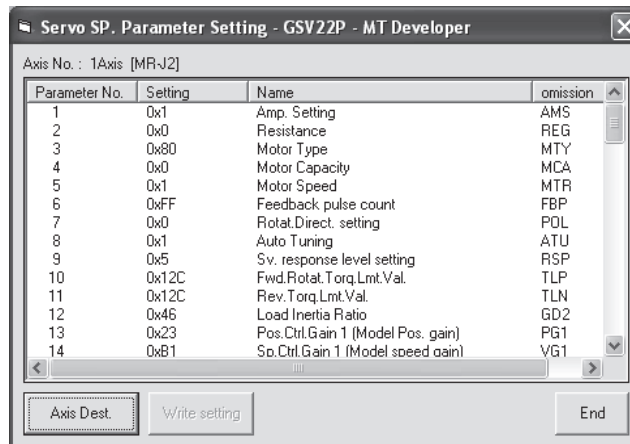 Servo SP. Parameter Setting - GSV22P - MT Developer
Axis No. : 1Axis [MR-J2]
Parameter No. Setting Name omission
1 0x1 Amp. Setting AMS
2 0x0 Resistance REG
3 0x80 Motor Type MTY
4 0x0 Motor Capacity MCA
5 0x1 Motor Speed MTR
6 0xFF Feedback pulse count FBP
7 0x0 Rotat.Direct. setting POL
8 0x1 Auto Tuning ATU
9 0x5 Sv. response level setting RSP
10 0x12C Fwd.Rotat.Torq.Lmt.Val. TLP
11 0x12C Rev.Torq.Lmt.Val. TLN
12 0x46 Load Inertia Ratio GD2
13 0x23 Pos.Ctrl.Gain 1 (Model Pos. gain) PG1
14 0xB1 Sp.Ctrl.Gain 1 (Model speed gain) VG1
Axis Dest. Write setting End